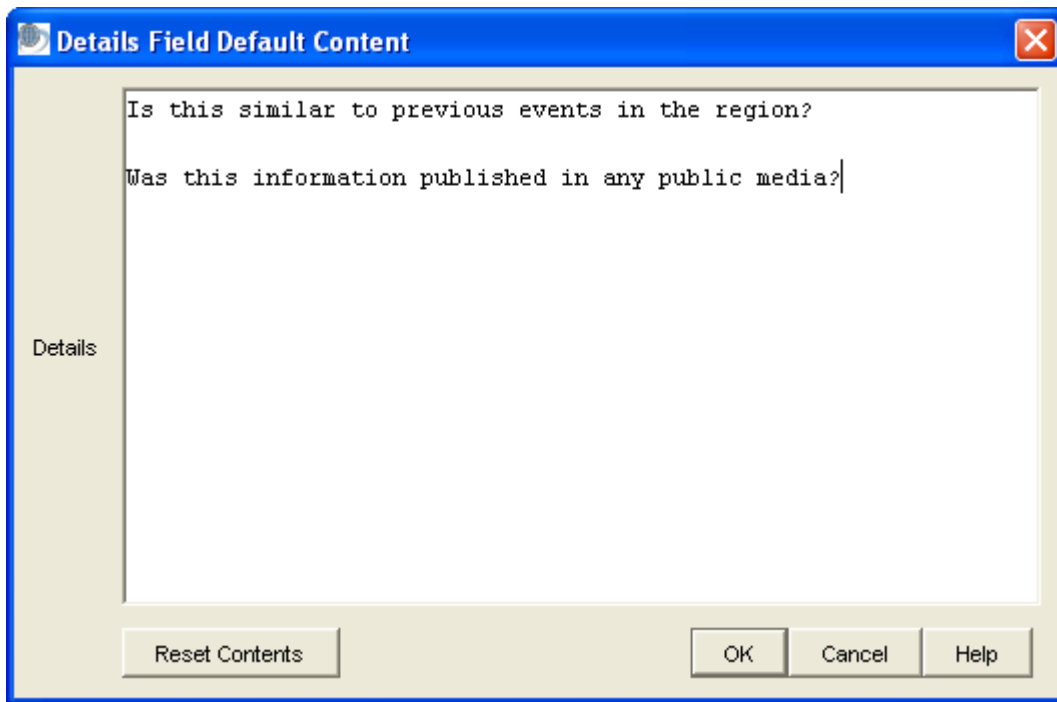 Details Field Default Content
Is this similar to previous events in the region?
Was this information published in any public media?
Details
Reset Contents
OK
Cancel
Help